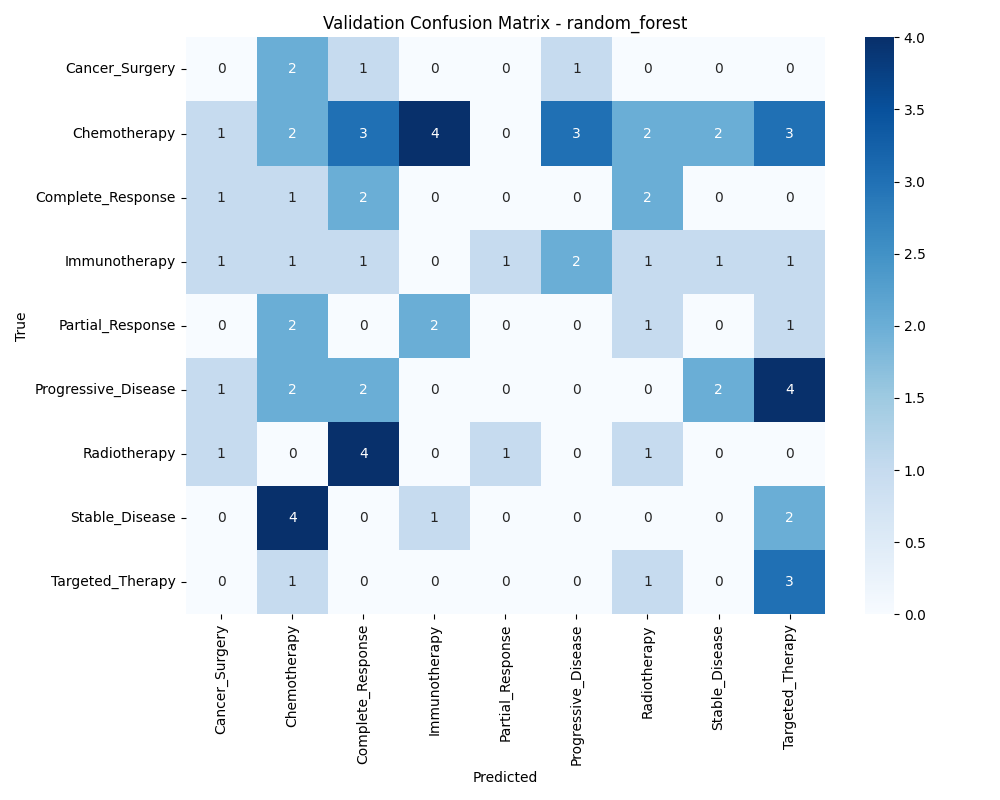 Validation Confusion Matrix - random_forest
True
Cancer_Surgery 0 2 1 0 0 1 0 0 0
Chemotherapy 1 2 3 4 0 3 2 2 3
Complete_Response 1 1 2 0 0 0 2 0 0
Immunotherapy 1 1 1 0 1 2 1 1 1
Partial_Response 0 2 0 2 0 0 1 0 1
Progressive_Disease 1 2 2 0 0 0 0 2 4
Radiotherapy 1 0 4 0 1 0 1 0 0
Stable_Disease 0 4 0 1 0 0 0 0 2
Targeted_Therapy 0 1 0 0 0 0 1 0 3
Cancer_Surgery
Chemotherapy
Complete_Response
Immunotherapy
Partial_Response
Progressive_Disease
Radiotherapy
Stable_Disease
Targeted_Therapy
Predicted
4.0
3.5
3.0
2.5
2.0
1.5
1.0
0.5
0.0